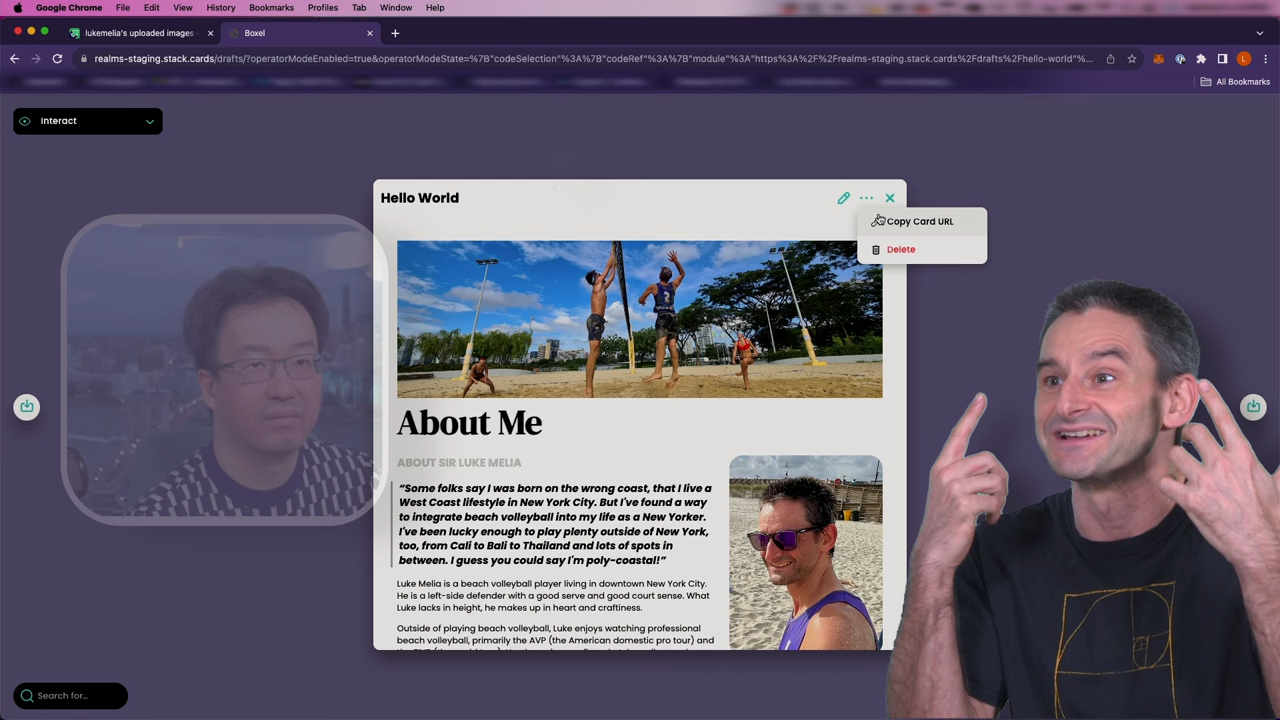 Google Chrome File Edit View History Bookmarks Profiles Tab Window Help
lukemelia's uploaded images
Boxel
realms-staging.stack.cards/drafts/?operatorModeEnabled=true&operatorModeState=%7B"codeSelection"%3A%7B"codeRef"%3A%7B"module"%3A"https%3A%2F%2Frealms-staging.stack.cards%2Fdrafts%2Fhello-world"%...
All Bookmarks
Interact
Hello World
Copy Card URL
Delete
About Me
ABOUT SIR LUKE MELIA
“Some folks say I was born on the wrong coast, that I live a
West Coast lifestyle in New York City. But I've found a way
to integrate beach volleyball into my life as a New Yorker.
I've been lucky enough to play plenty outside of New York,
too, from Cali to Bali to Thailand and lots of spots in
between. I guess you could say I'm poly-coastal!”
Luke Melia is a beach volleyball player living in downtown New York City.
He is a left-side defender with a good serve and good court sense. What
Luke lacks in height, he makes up in heart and craftiness.
Outside of playing beach volleyball, Luke enjoys watching professional
beach volleyball, primarily the AVP (the American domestic pro tour) and
Search for...